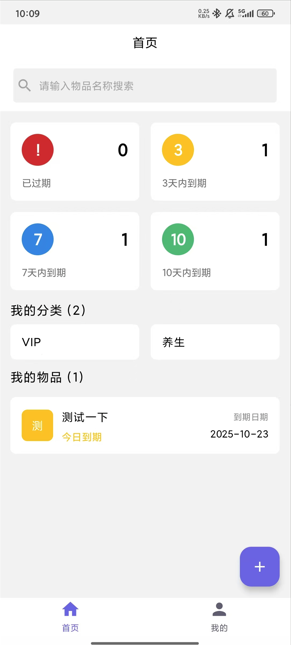 10:09
0.25 KB/s 5G 60
首页
请输入物品名称搜索
! 0
已过期
3 1
3天内到期
7 1
7天内到期
10 1
10天内到期
我的分类 (2)
VIP
养生
我的物品 (1)
测
测试一下
到期日期
今日到期
2025-10-23
+
首页
我的